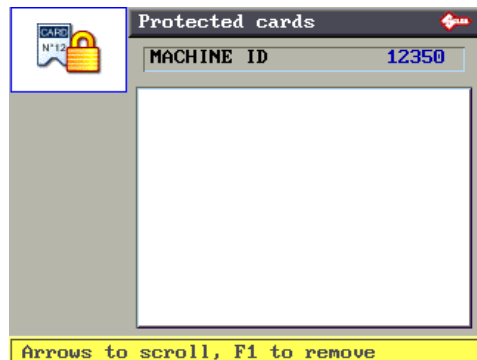 Protected cards
CARD
N°12
MACHINE ID 12350
Arrows to scroll, F1 to remove